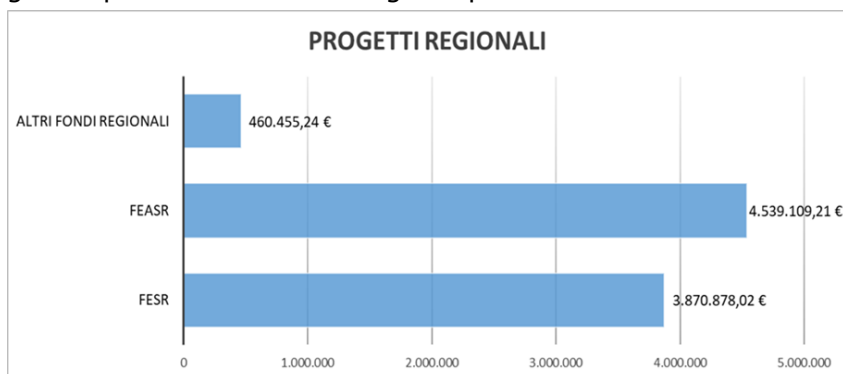 PROGETTI REGIONALI
ALTRI FONDI REGIONALI 460.455,24 €
FEASR 4.539.109,21 €
FESR 3.870.878,02 €
0 1.000.000 2.000.000 3.000.000 4.000.000 5.000.000